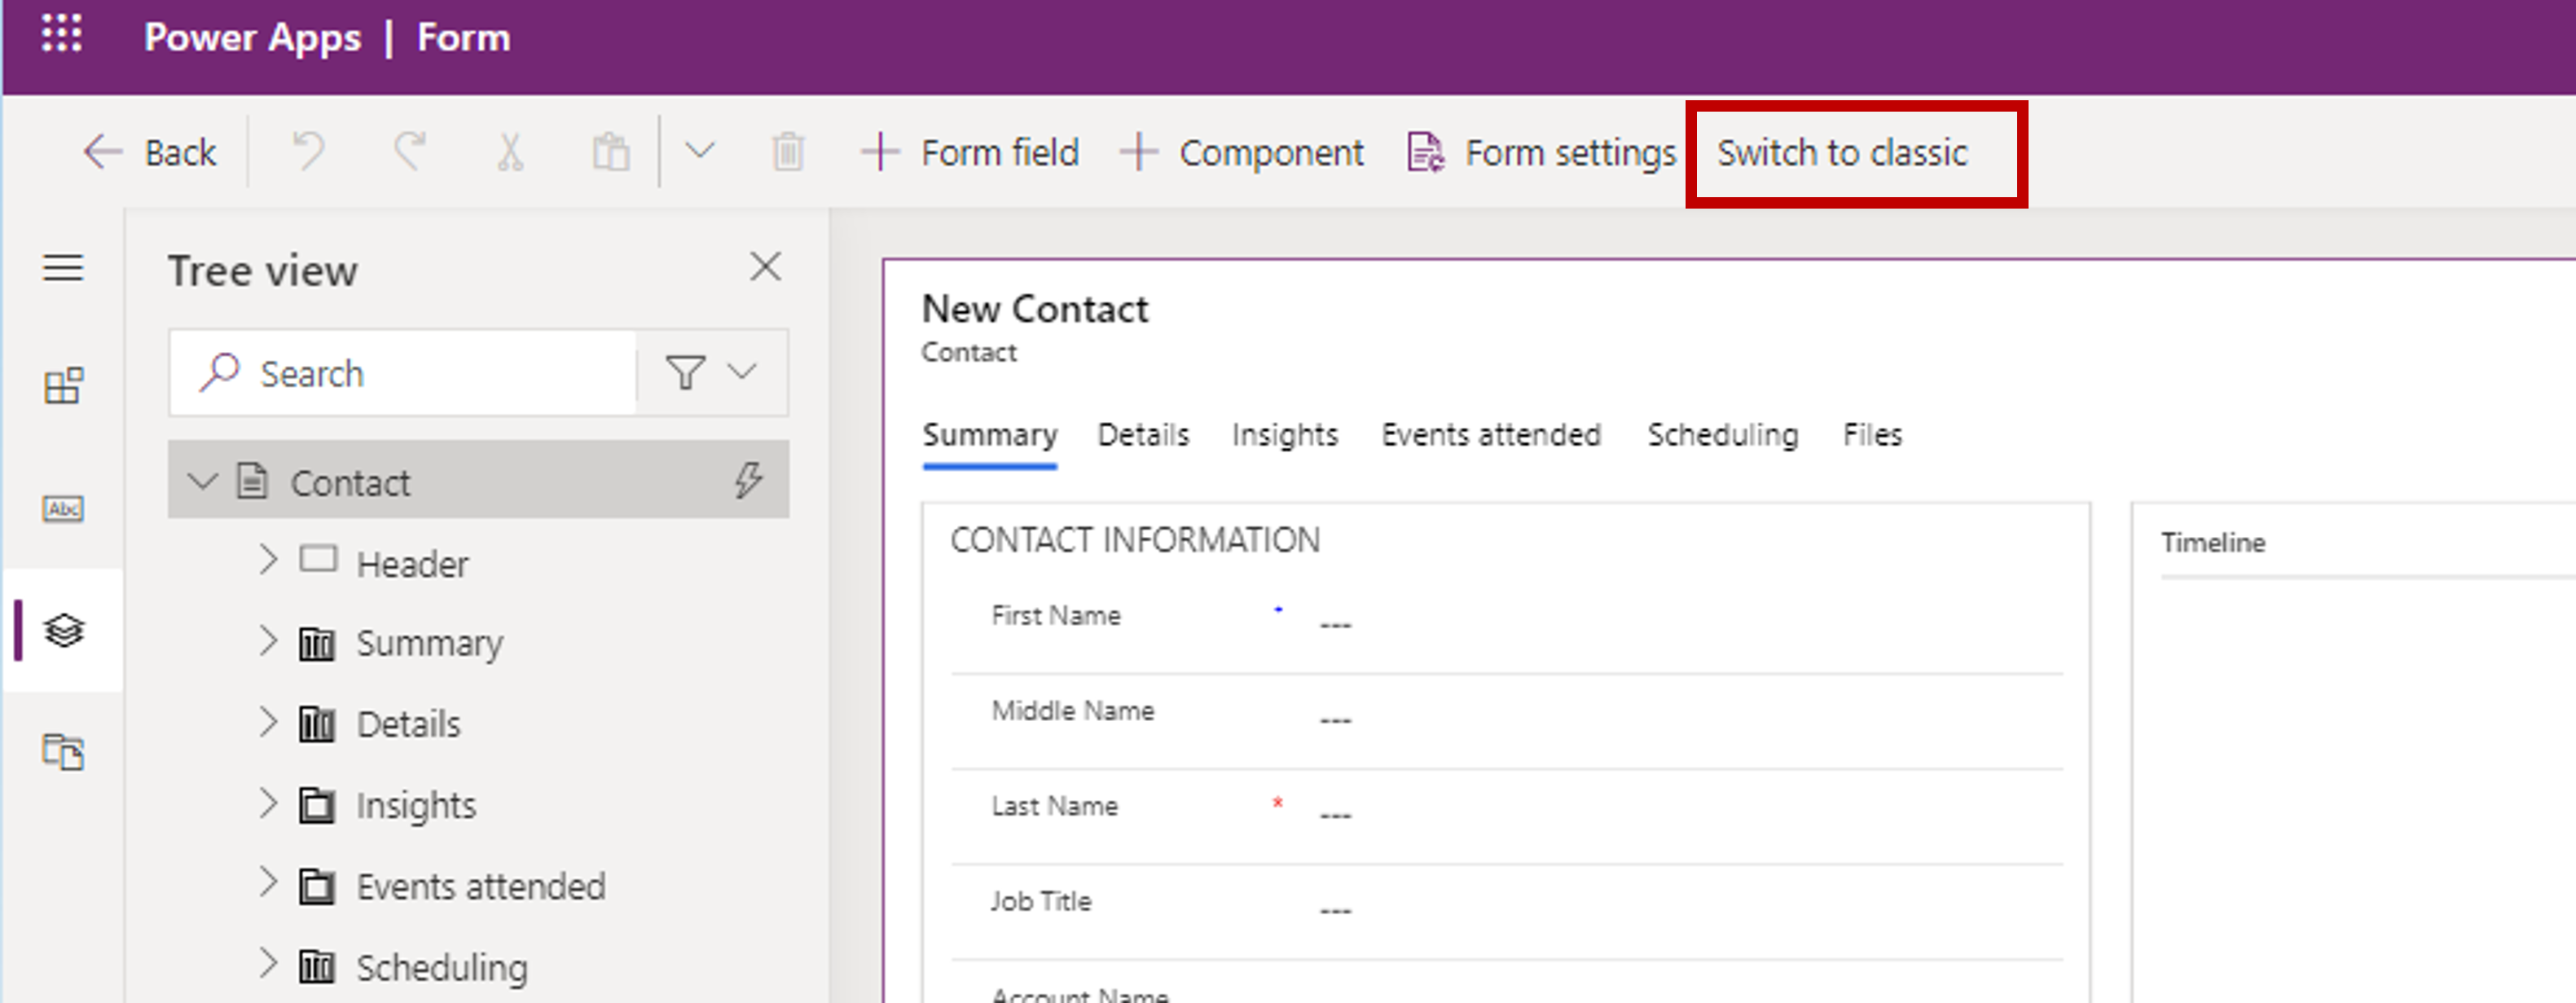 Power Apps | Form
Back
Form field
Component
Form settings
Switch to classic
Tree view
Search
Abc
Contact
Header
Summary
Details
Insights
Events attended
Scheduling
New Contact
Contact
Summary Details Insights Events attended Scheduling Files
CONTACT INFORMATION
First Name * ---
Middle Name ---
Last Name * ---
Job Title ---
Account Name
Timeline